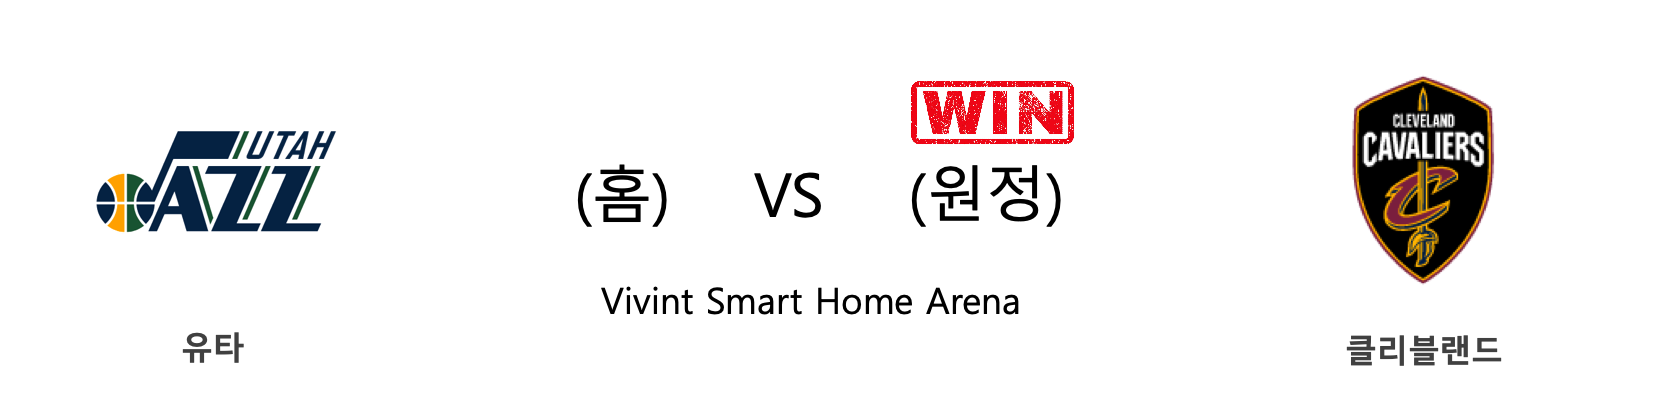 WIN
UTAH
JAZZ
(홈) VS (원정)
CLEVELAND
CAVALIERS
C
Vivint Smart Home Arena
유타
클리블랜드